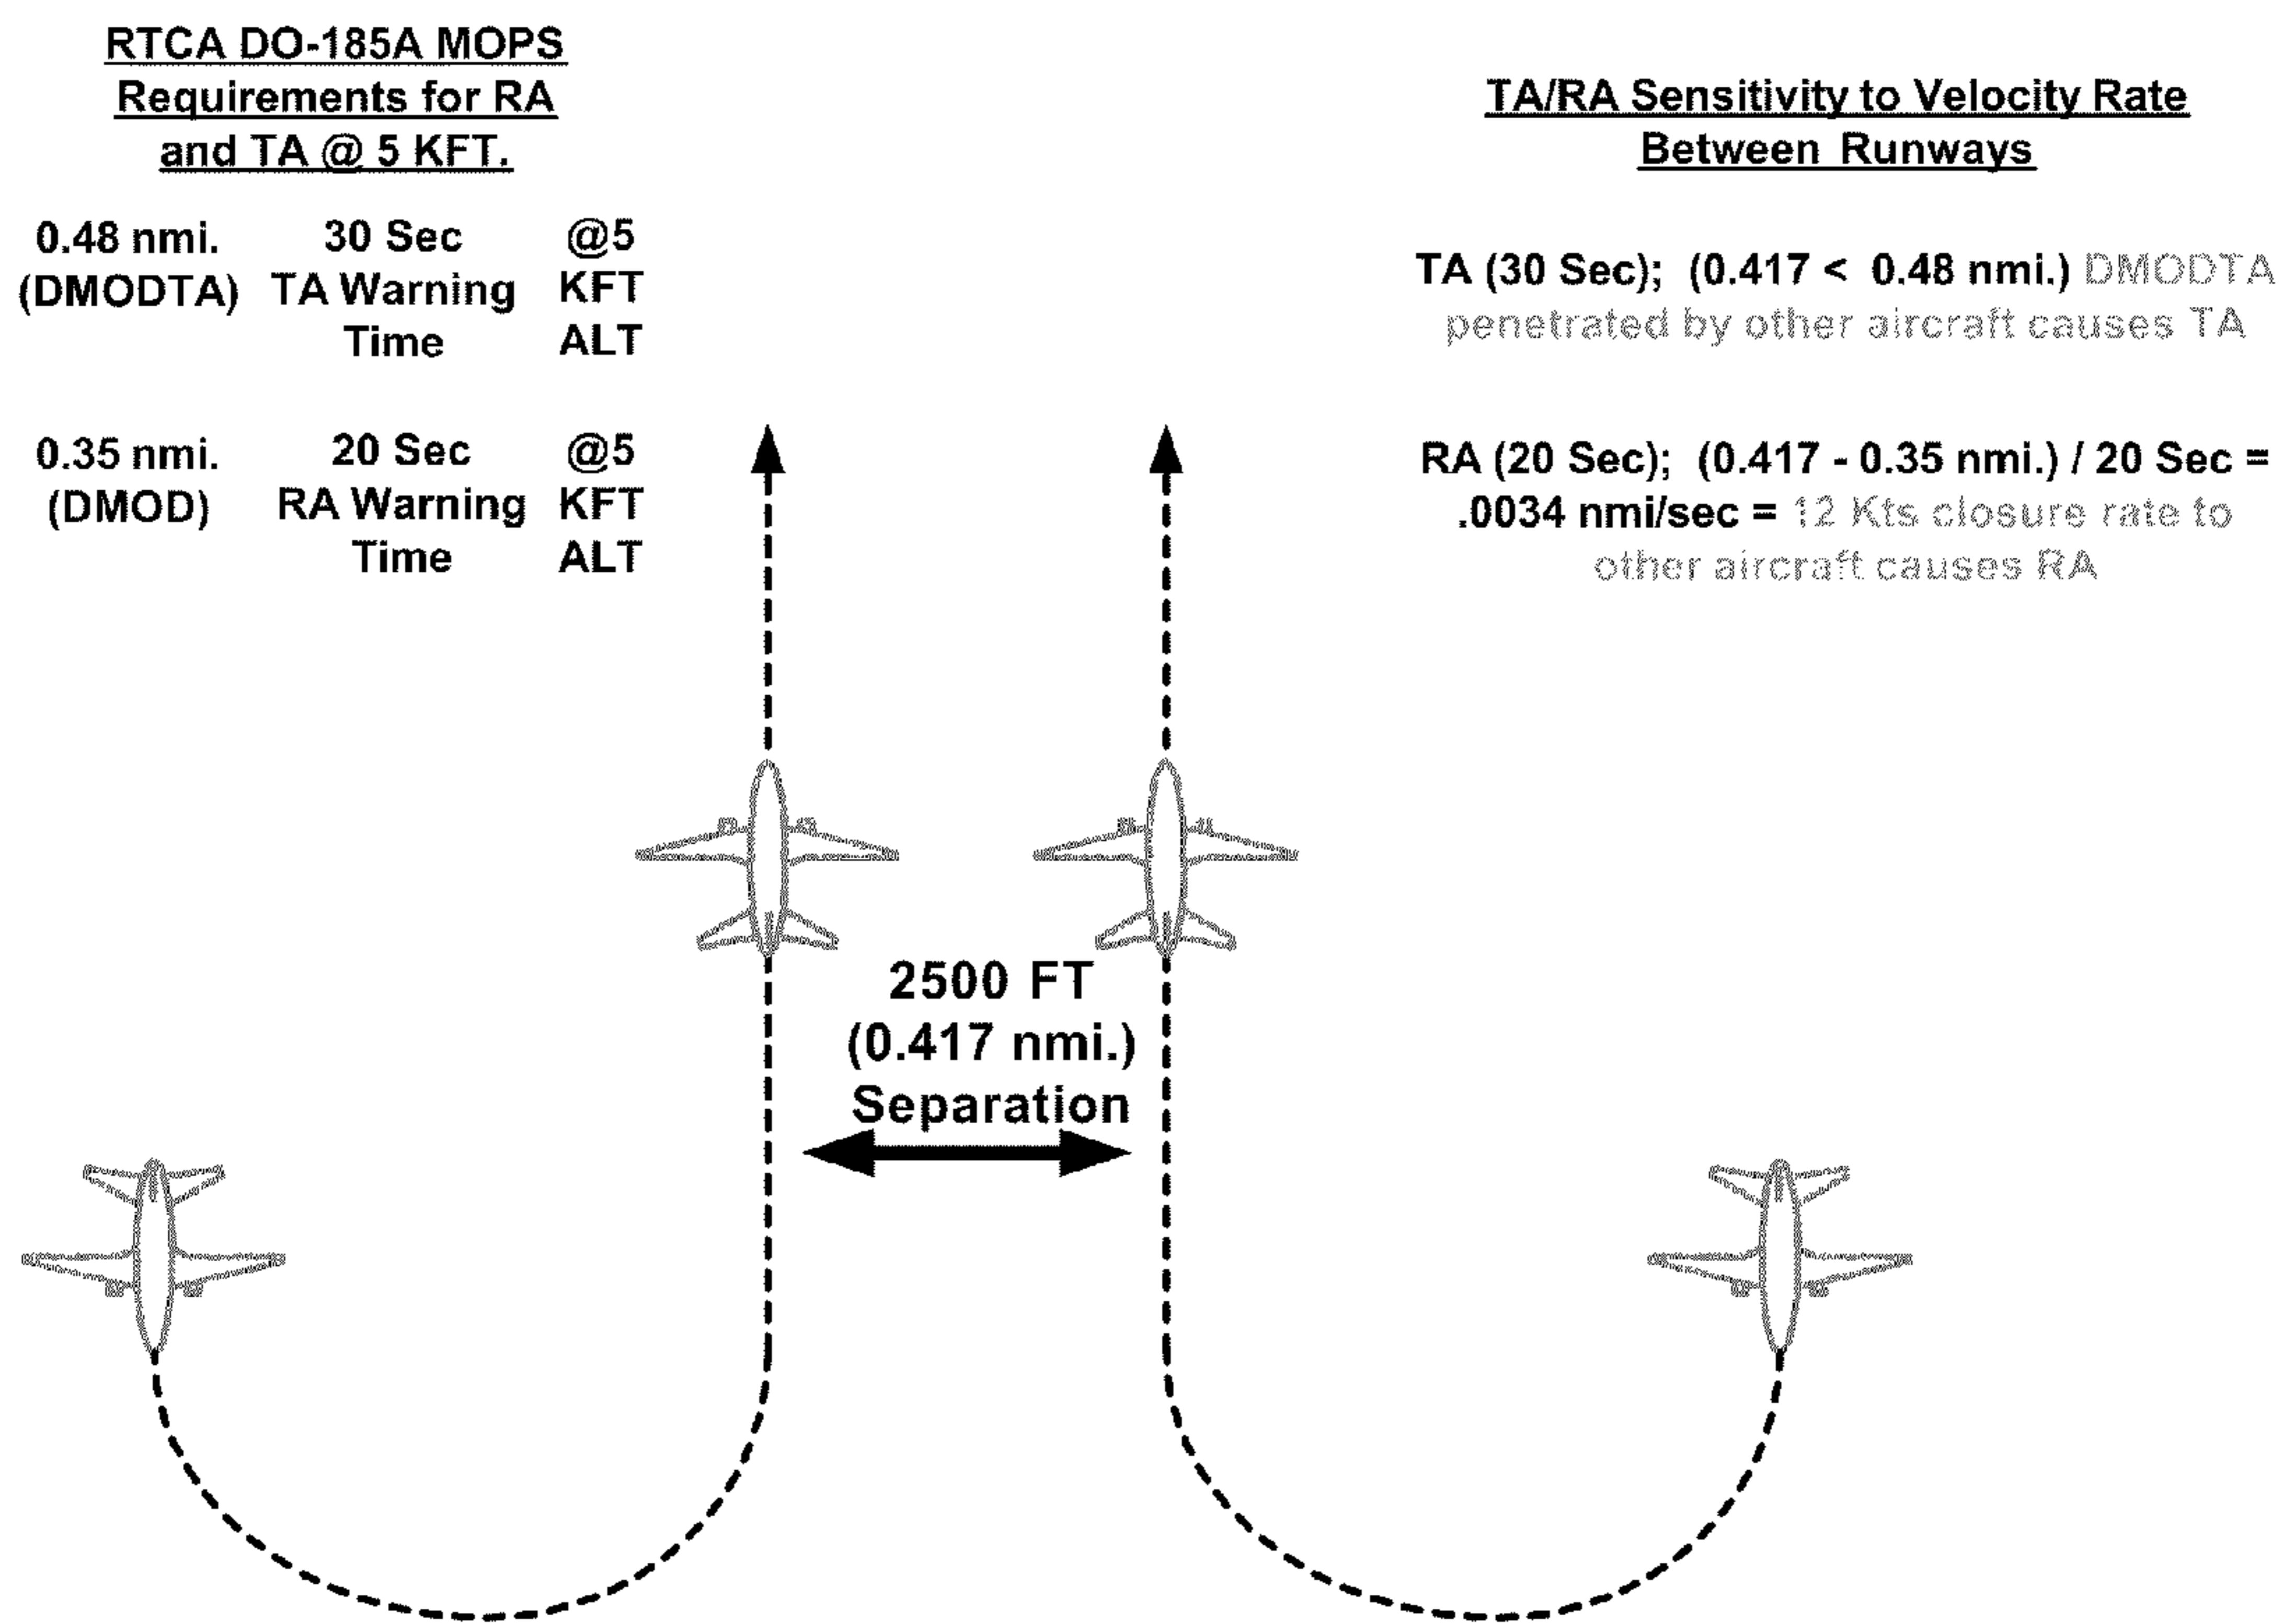 RTCA DO-185A MOPS
Requirements for RA
and TA @ 5 KFT.
TA/RA Sensitivity to Velocity Rate
Between Runways
0.48 nmi. 30 Sec @5
(DMODTA) TA Warning KFT
Time ALT
TA (30 Sec); (0.417 < 0.48 nmi.) DMODTA
penetrated by other aircraft causes TA
0.35 nmi. 20 Sec @5
(DMOD) RA Warning KFT
Time ALT
RA (20 Sec); (0.417 - 0.35 nmi.) / 20 Sec =
.0034 nmi/sec = 12 Kts closure rate to
other aircraft causes RA
2500 FT
(0.417 nmi.)
Separation